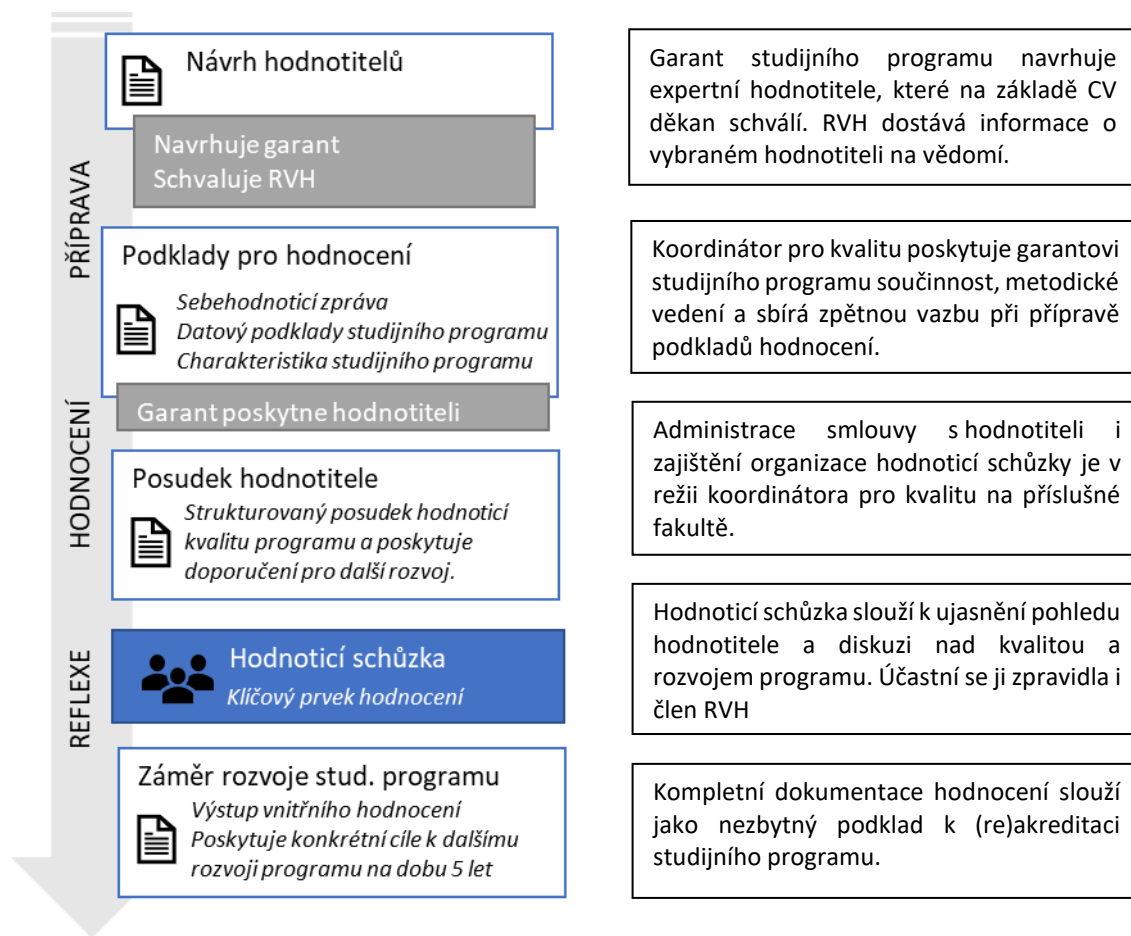 Návrh hodnotitelů
Navrhuje garant
Schvaluje RVH
Garant studijního programu navrhuje
expertní hodnotitele, které na základě CV
děkan schválí. RVH dostává informace o
vybraném hodnotiteli na vědomí.
PŘÍPRAVA
Podklady pro hodnocení
Sebehodnoticí zpráva
Datový podklady studijního programu
Charakteristika studijního programu
Garant poskytne hodnotiteli
Koordinátor pro kvalitu poskytuje garantovi
studijního programu součinnost, metodické
vedení a sbírá zpětnou vazbu při přípravě
podkladů hodnocení.
HODNOCENÍ
Posudek hodnotitele
Strukturovaný posudek hodnoticí
kvalitu programu a poskytuje
doporučení pro další rozvoj.
Administrace smlouvy s hodnotiteli i
zajištění organizace hodnoticí schůzky je v
režii koordinátora pro kvalitu na příslušné
fakultě.
REFLEXE
Hodnoticí schůzka
Klíčový prvek hodnocení
Hodnoticí schůzka slouží k ujasnění pohledu
hodnotitele a diskuzi nad kvalitou a
rozvojem programu. Účastní se ji zpravidla i
člen RVH
Záměr rozvoje stud. programu
Výstup vnitřního hodnocení
Poskytuje konkrétní cíle k dalšímu
rozvoji programu na dobu 5 let
Kompletní dokumentace hodnocení slouží
jako nezbytný podklad k (re)akreditaci
studijního programu.